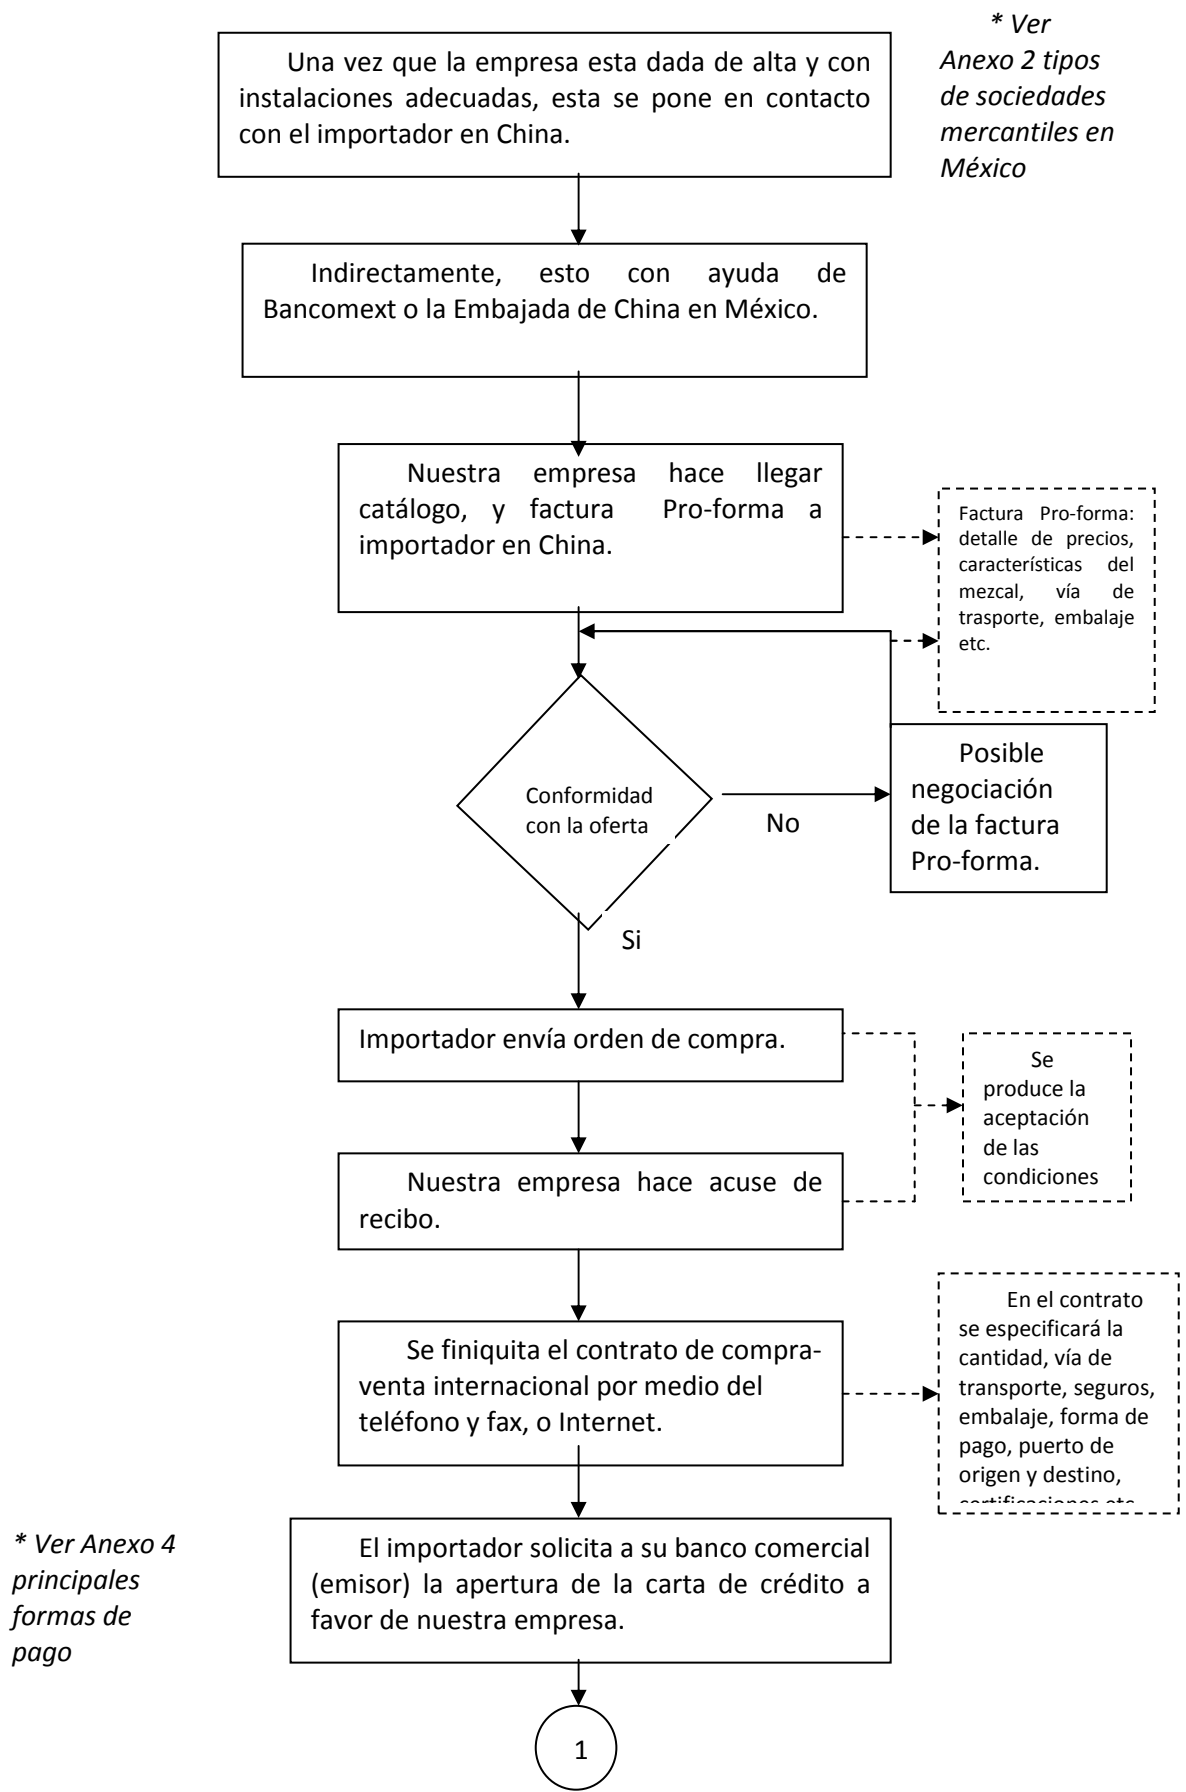 * Ver
Anexo 2 tipos
de sociedades
mercantiles en
México
Una vez que la empresa esta dada de alta y con
instalaciones adecuadas, esta se pone en contacto
con el importador en China.
Indirectamente, esto con ayuda de
Bancomext o la Embajada de China en México.
Nuestra empresa hace llegar
catálogo, y factura Pro-forma a
importador en China.
Factura Pro-forma:
detalle de precios,
características del
mezcal, vía de
trasporte, embalaje
etc.
Conformidad
con la oferta
No
Posible
negociación
de la factura
Pro-forma.
Si
Importador envía orden de compra.
Se
produce la
aceptación
de las
condiciones
Nuestra empresa hace acuse de
recibo.
Se finiquita el contrato de compra-
venta internacional por medio del
teléfono y fax, o Internet.
En el contrato
se especificará la
cantidad, vía de
transporte, seguros,
embalaje, forma de
pago, puerto de
origen y destino,
certificaciones etc
* Ver Anexo 4
principales
formas de
pago
El importador solicita a su banco comercial
(emisor) la apertura de la carta de crédito a
favor de nuestra empresa.
1